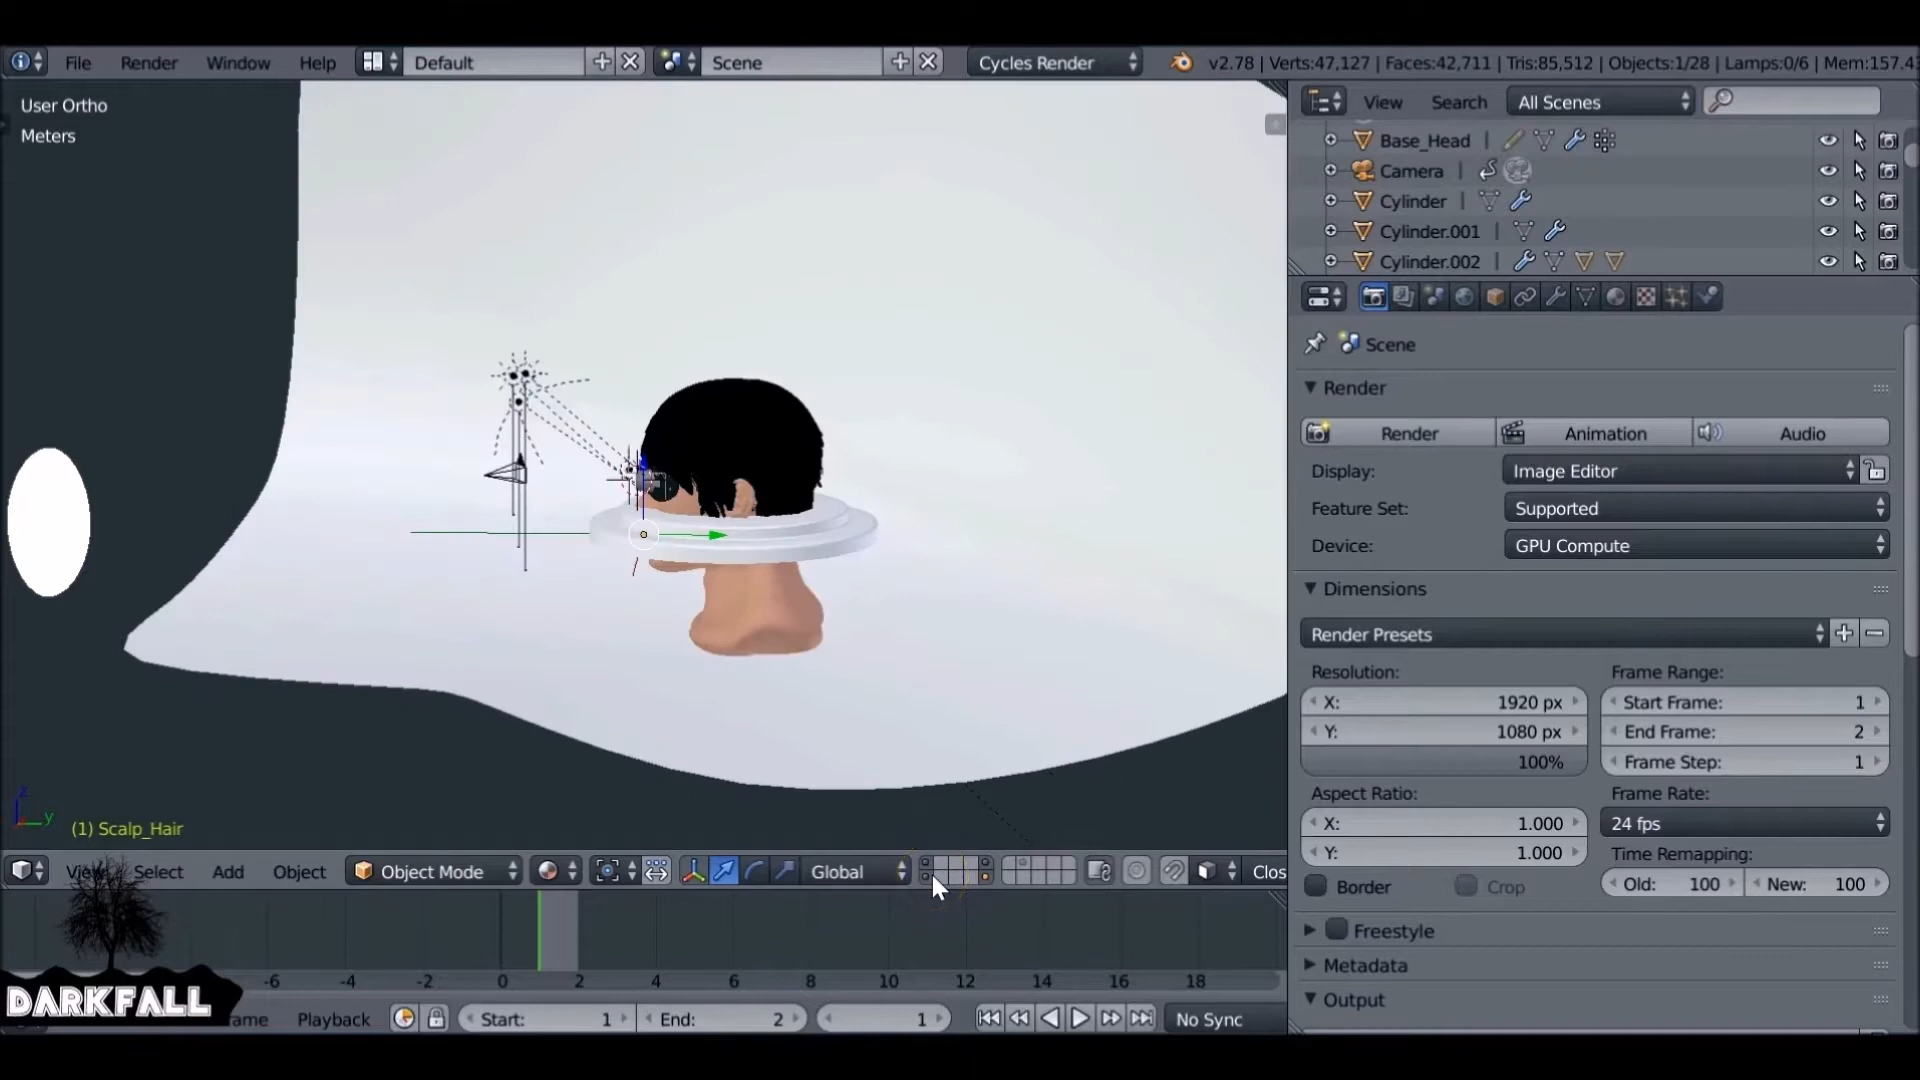 File Render Window Help Default Scene Cycles Render v2.78 | Verts:47,127 | Faces:42,711 | Tris:85,512 | Objects:1/28 | Lamps:0/6 | Mem:157.4
User Ortho
Meters
View Search All Scenes
Base_Head
Camera
Cylinder
Cylinder.001
Cylinder.002
Scene
Render
Render Animation Audio
Display: Image Editor
Feature Set: Supported
Device: GPU Compute
Dimensions
Render Presets
Resolution: Frame Range:
X: 1920 px Start Frame: 1
Y: 1080 px End Frame: 2
100% Frame Step: 1
Aspect Ratio: Frame Rate:
X: 1.000 24 fps
Y: 1.000 Time Remapping:
Border Crop Old: 100 New: 100
Freestyle
Metadata
Output
z
y
(1) Scalp_Hair
Select Add Object Object Mode Global Clos
-6 -4 -2 0 2 4 6 8 10 12 14 16 18
DARKFALL
ame Playback Start: 1 End: 2 1 No Sync